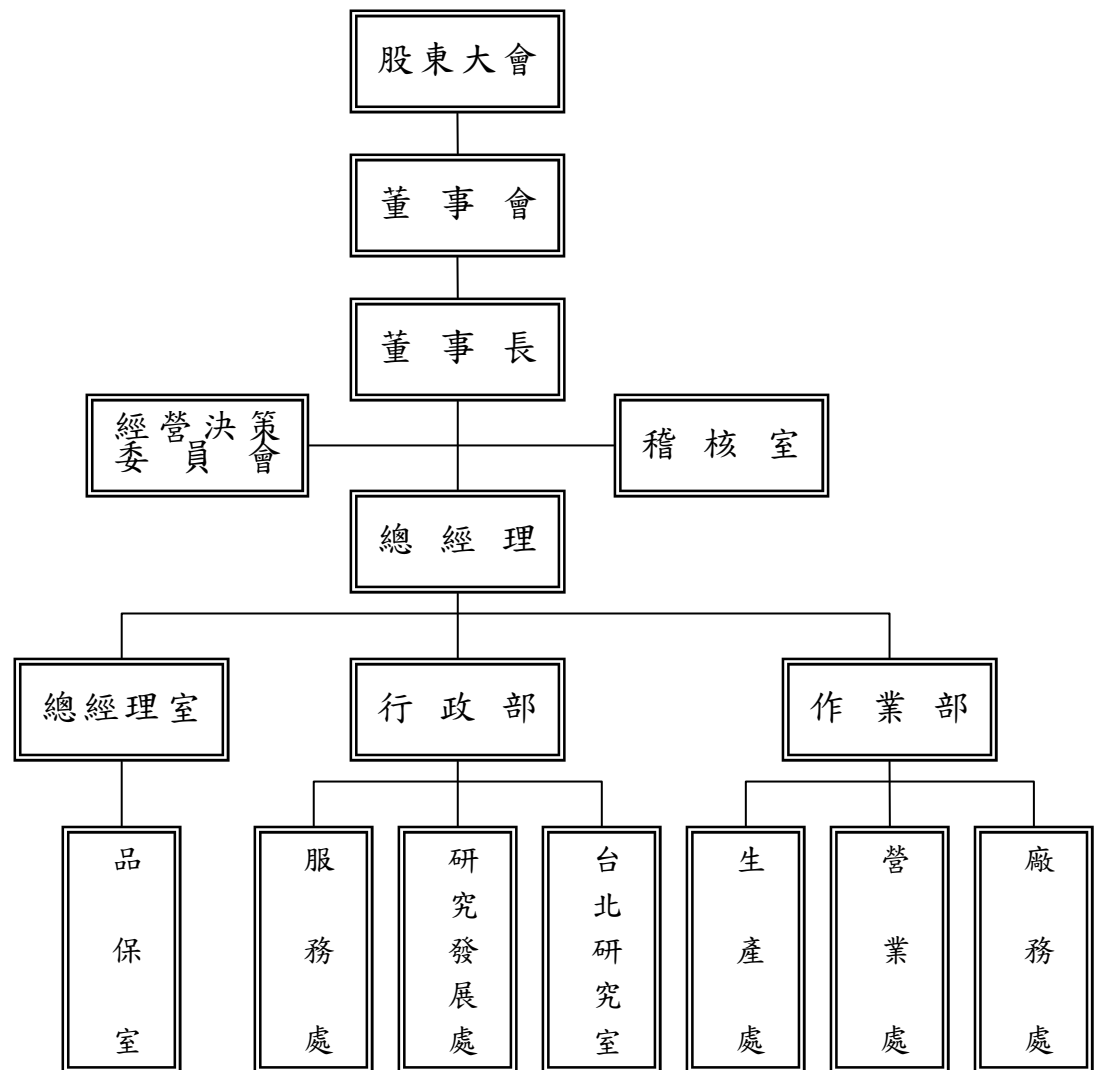 股東大會
董事會
董事長
經營決策
委員會
稽核室
總經理
總經理室
行政部
作業部
品保室
服務處
研究發展處
台北研究室
生產處
營業處
廠務處